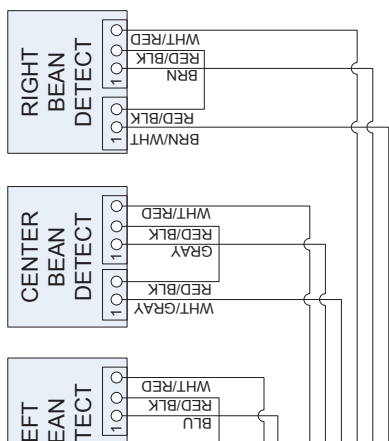 RIGHT
BEAN
DETECT
WHT/RED
RED/BLK
BRN
1
RED/BLK
BRN/WHT
1
CENTER
BEAN
DETECT
WHT/RED
RED/BLK
GRAY
1
RED/BLK
WHT/GRAY
1
EFT
EAN
TECT
WHT/RED
RED/BLK
BLU
1